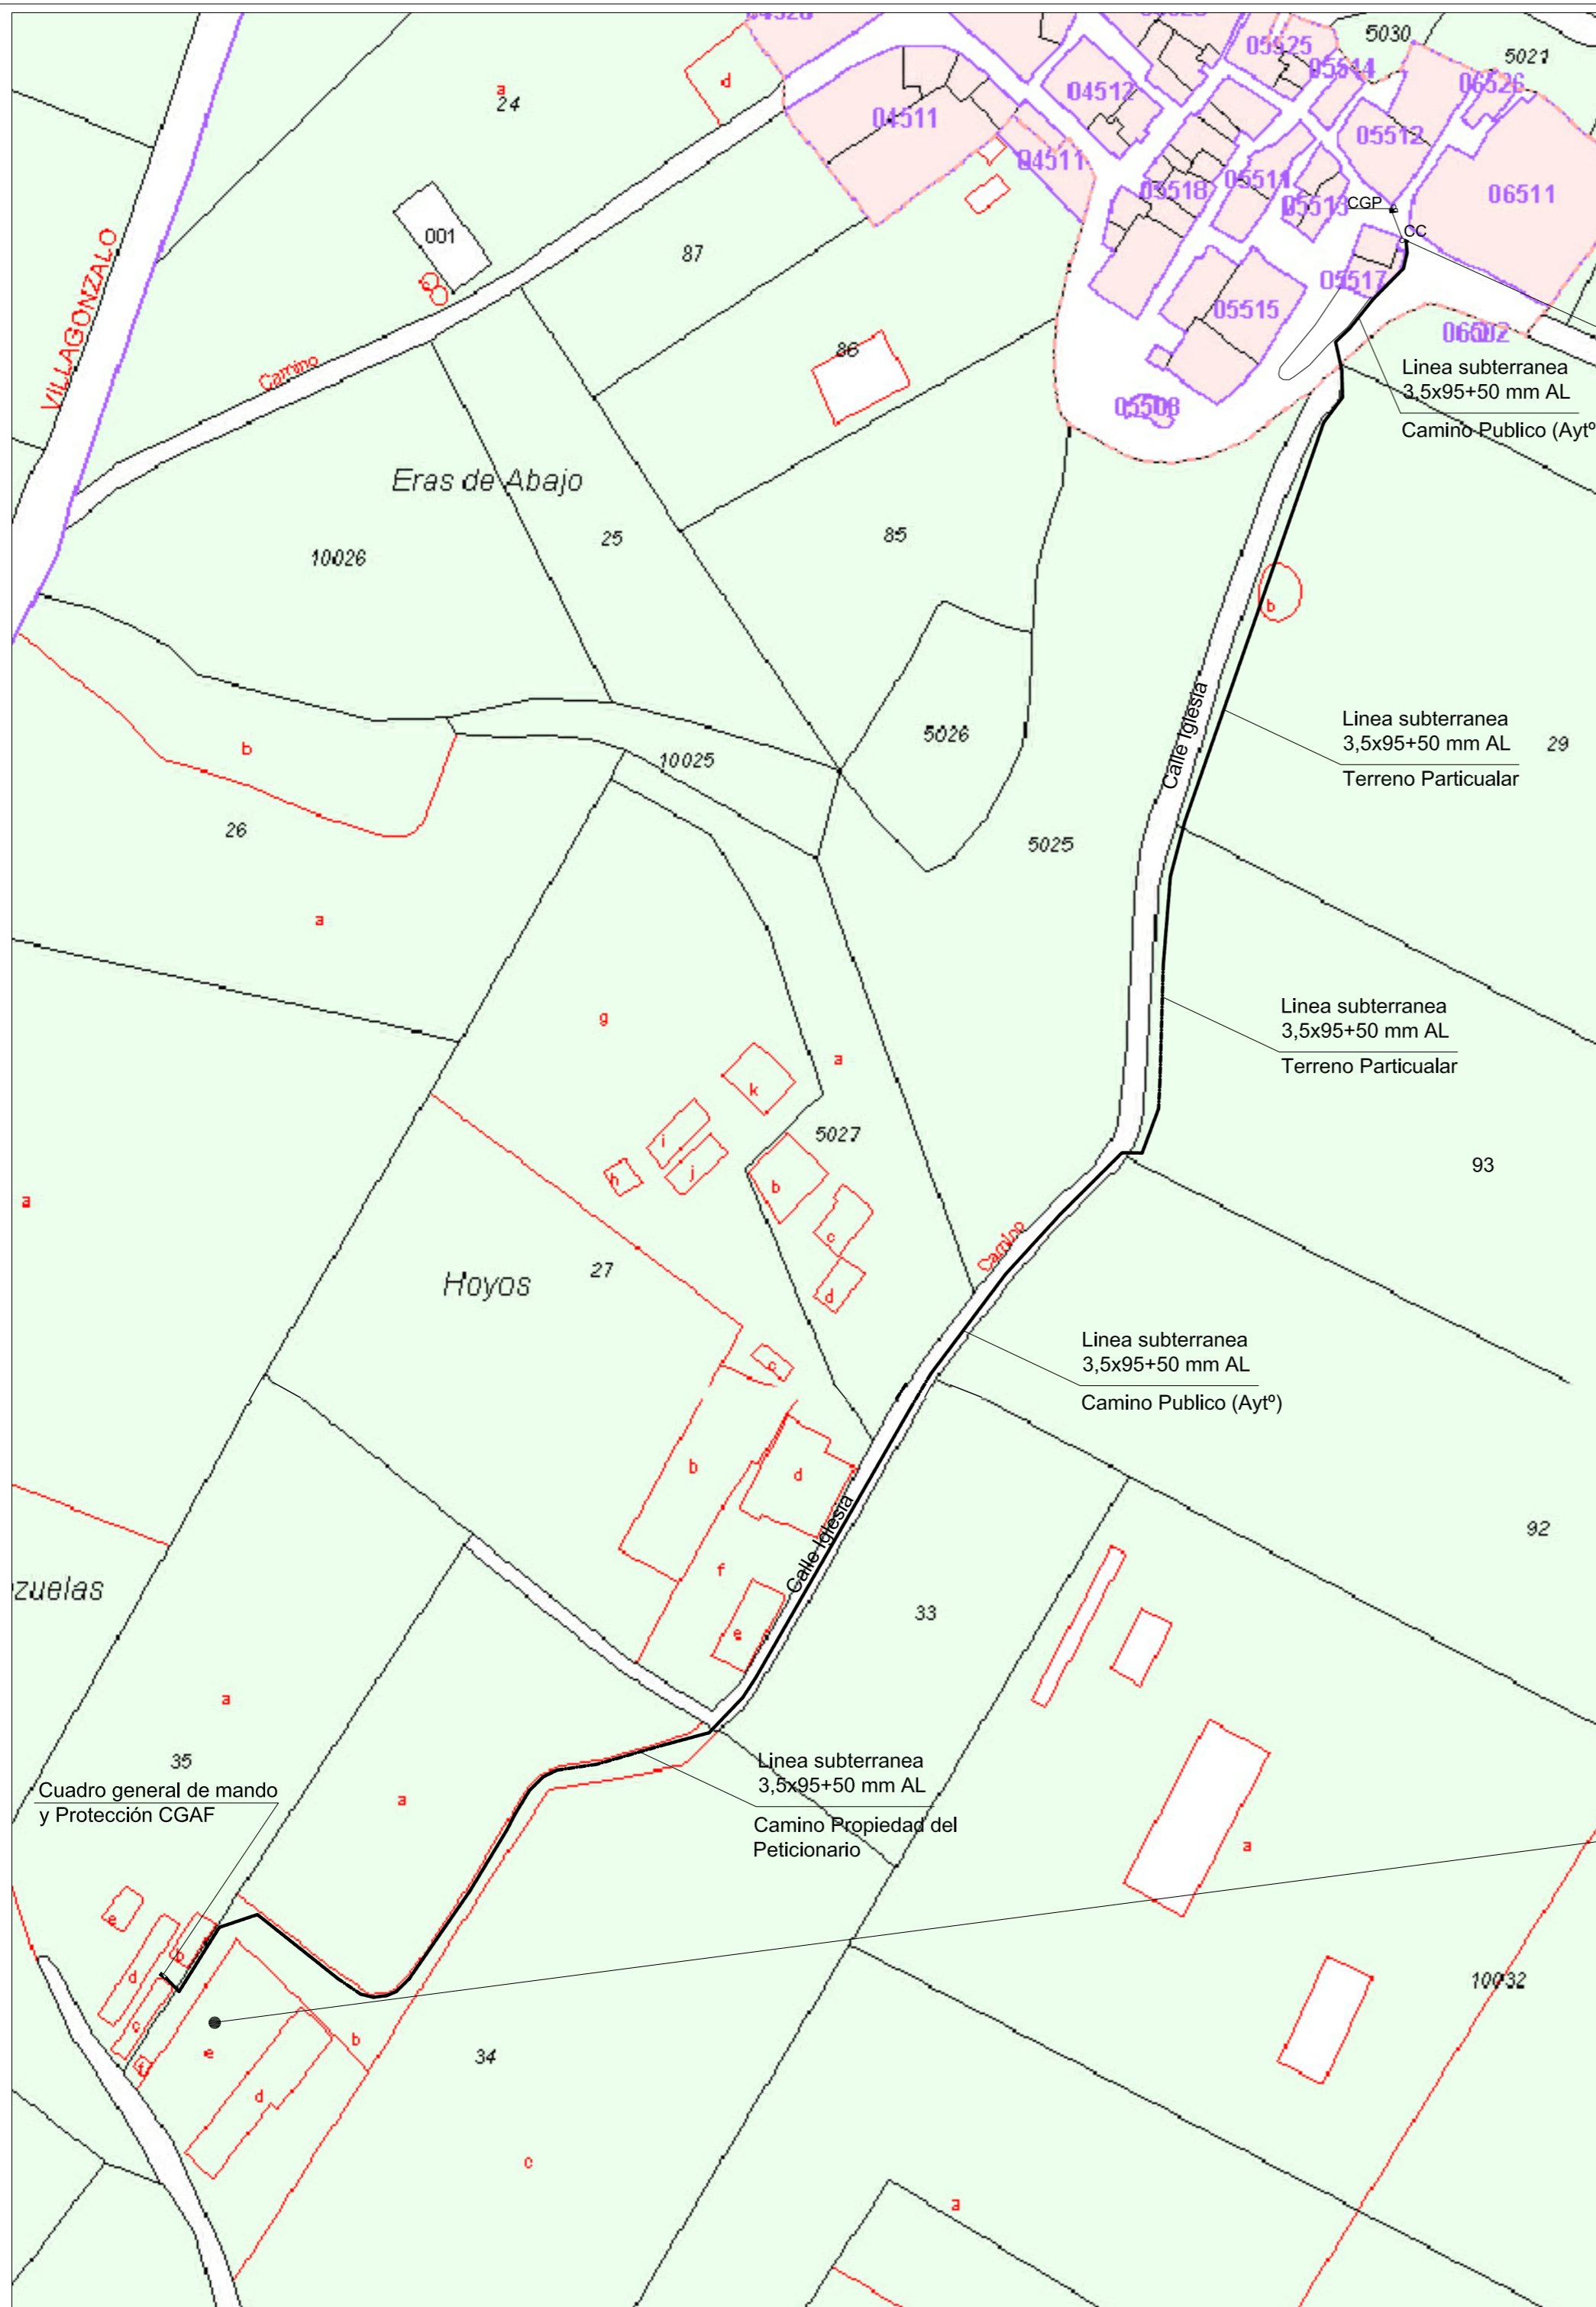 04528
05525
5030
5021
05514
06526
a
24
d
04511
04512
05512
04511
05518
05511
05513
06511
CGP
CC
001
c
87
VILLAGONZALO
05517
05515
Camino
86
Linea subterranea
3,5x95+50 mm AL
Camino Publico (Aytº
Eras de Abajo
10026
25
85
b
Calle Iglesia
Linea subterranea
3,5x95+50 mm AL
Terreno Particualar
29
b
5026
10025
26
5025
a
g
a
Linea subterranea
3,5x95+50 mm AL
Terreno Particualar
k
i
j
h
5027
b
c
d
93
a
Camino
27
Hoyos
c
Linea subterranea
3,5x95+50 mm AL
Camino Publico (Aytº)
b
d
Calle Iglesia
92
f
e
zuelas
33
a
35
Cuadro general de mando
y Protección CGAF
a
Linea subterranea
3,5x95+50 mm AL
Camino Propiedad del
Peticionario
a
e
b
d
c
10032
b
e
34
d
c
a